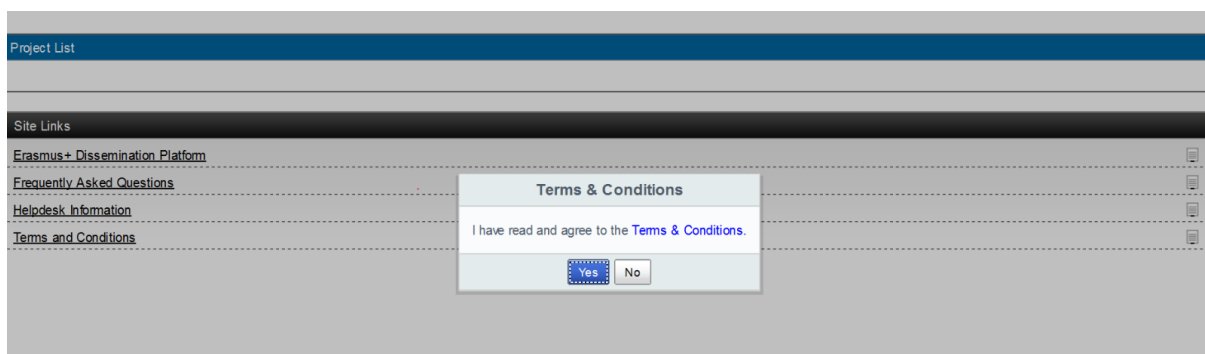 Project List
Site Links
Erasmus+ Dissemination Platform
Frequently Asked Questions
Helpdesk Information
Terms and Conditions
Terms & Conditions
I have read and agree to the Terms & Conditions.
Yes No